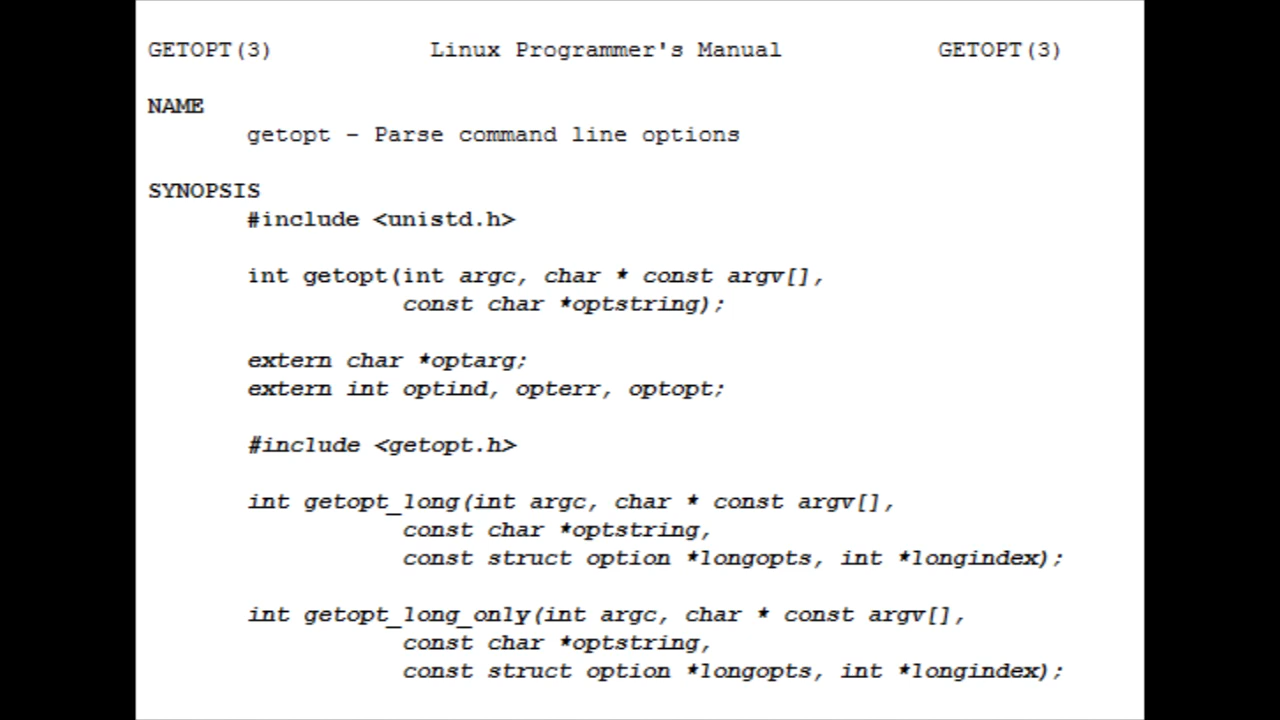 GETOPT(3) Linux Programmer's Manual GETOPT(3)
NAME
getopt - Parse command line options
SYNOPSIS
#include <unistd.h>
int getopt(int argc, char * const argv[],
const char *optstring);
extern char *optarg;
extern int optind, opterr, optopt;
#include <getopt.h>
int getopt_long(int argc, char * const argv[],
const char *optstring,
const struct option *longopts, int *longindex);
int getopt_long_only(int argc, char * const argv[],
const char *optstring,
const struct option *longopts, int *longindex);